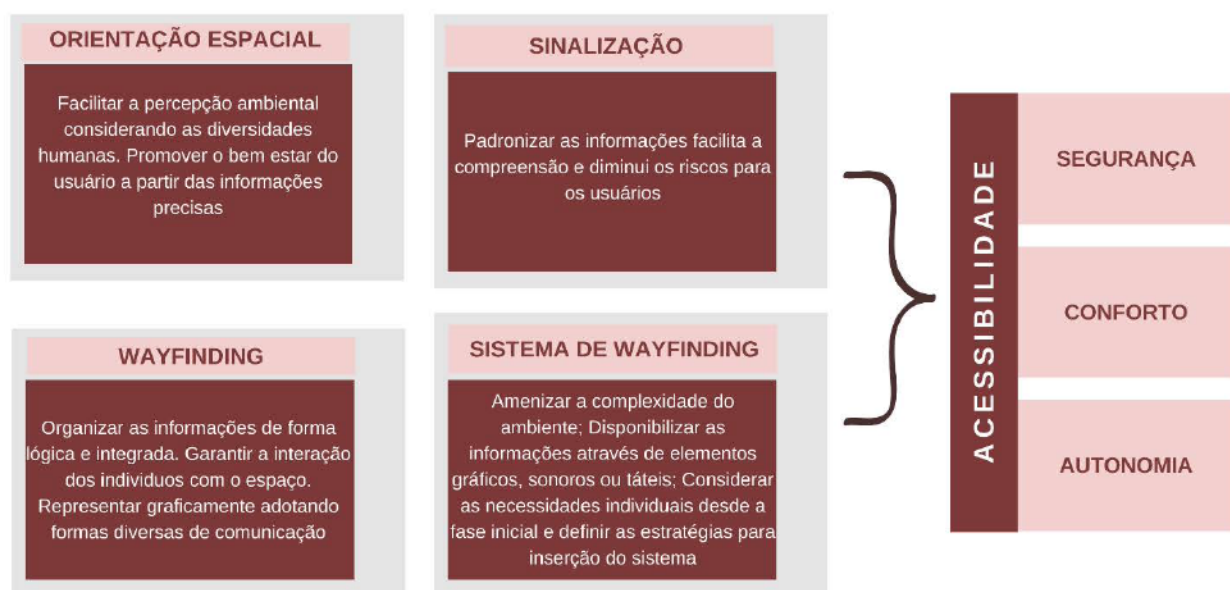 ORIENTAÇÃO ESPACIAL
Facilitar a percepção ambiental
considerando as diversidades
humanas. Promover o bem estar do
usuário a partir das informações
precisas
SINALIZAÇÃO
Padronizar as informações facilita a
compreensão e diminui os riscos para
os usuários
WAYFINDING
Organizar as informações de forma
lógica e integrada. Garantir a interação
dos individuos com o espaço.
Representar graficamente adotando
formas diversas de comunicação
SISTEMA DE WAYFINDING
Amenizar a complexidade do
ambiente; Disponibilizar as
informações através de elementos
gráficos, sonoros ou táteis; Considerar
as necessidades individuais desde a
fase inicial e definir as estratégias para
inserção do sistema
ACESSIBILIDADE
SEGURANÇA
CONFORTO
AUTONOMIA